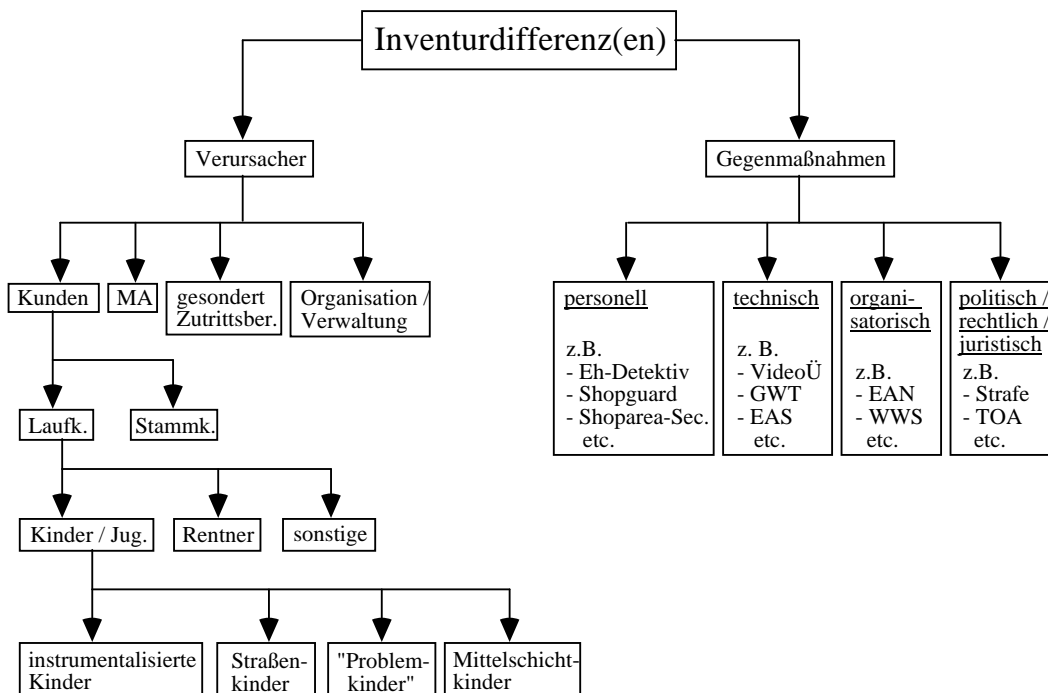 Inventurdifferenz(en)
Verursacher
Gegenmaßnahmen
Kunden
MA
gesondert
Zutrittsber.
Organisation /
Verwaltung
personell
z.B.
- Eh-Detektiv
- Shopguard
- Shoparea-Sec.
etc.
technisch
z. B.
- VideoÜ
- GWT
- EAS
etc.
organi-
satorisch
z.B.
- EAN
- WWS
etc.
politisch /
rechtlich /
juristisch
z.B.
- Strafe
- TOA
etc.
Laufk.
Stammk.
Kinder / Jug.
Rentner
sonstige
instrumentalisierte
Kinder
Straßen-
kinder
"Problem-
kinder"
Mittelschicht-
kinder